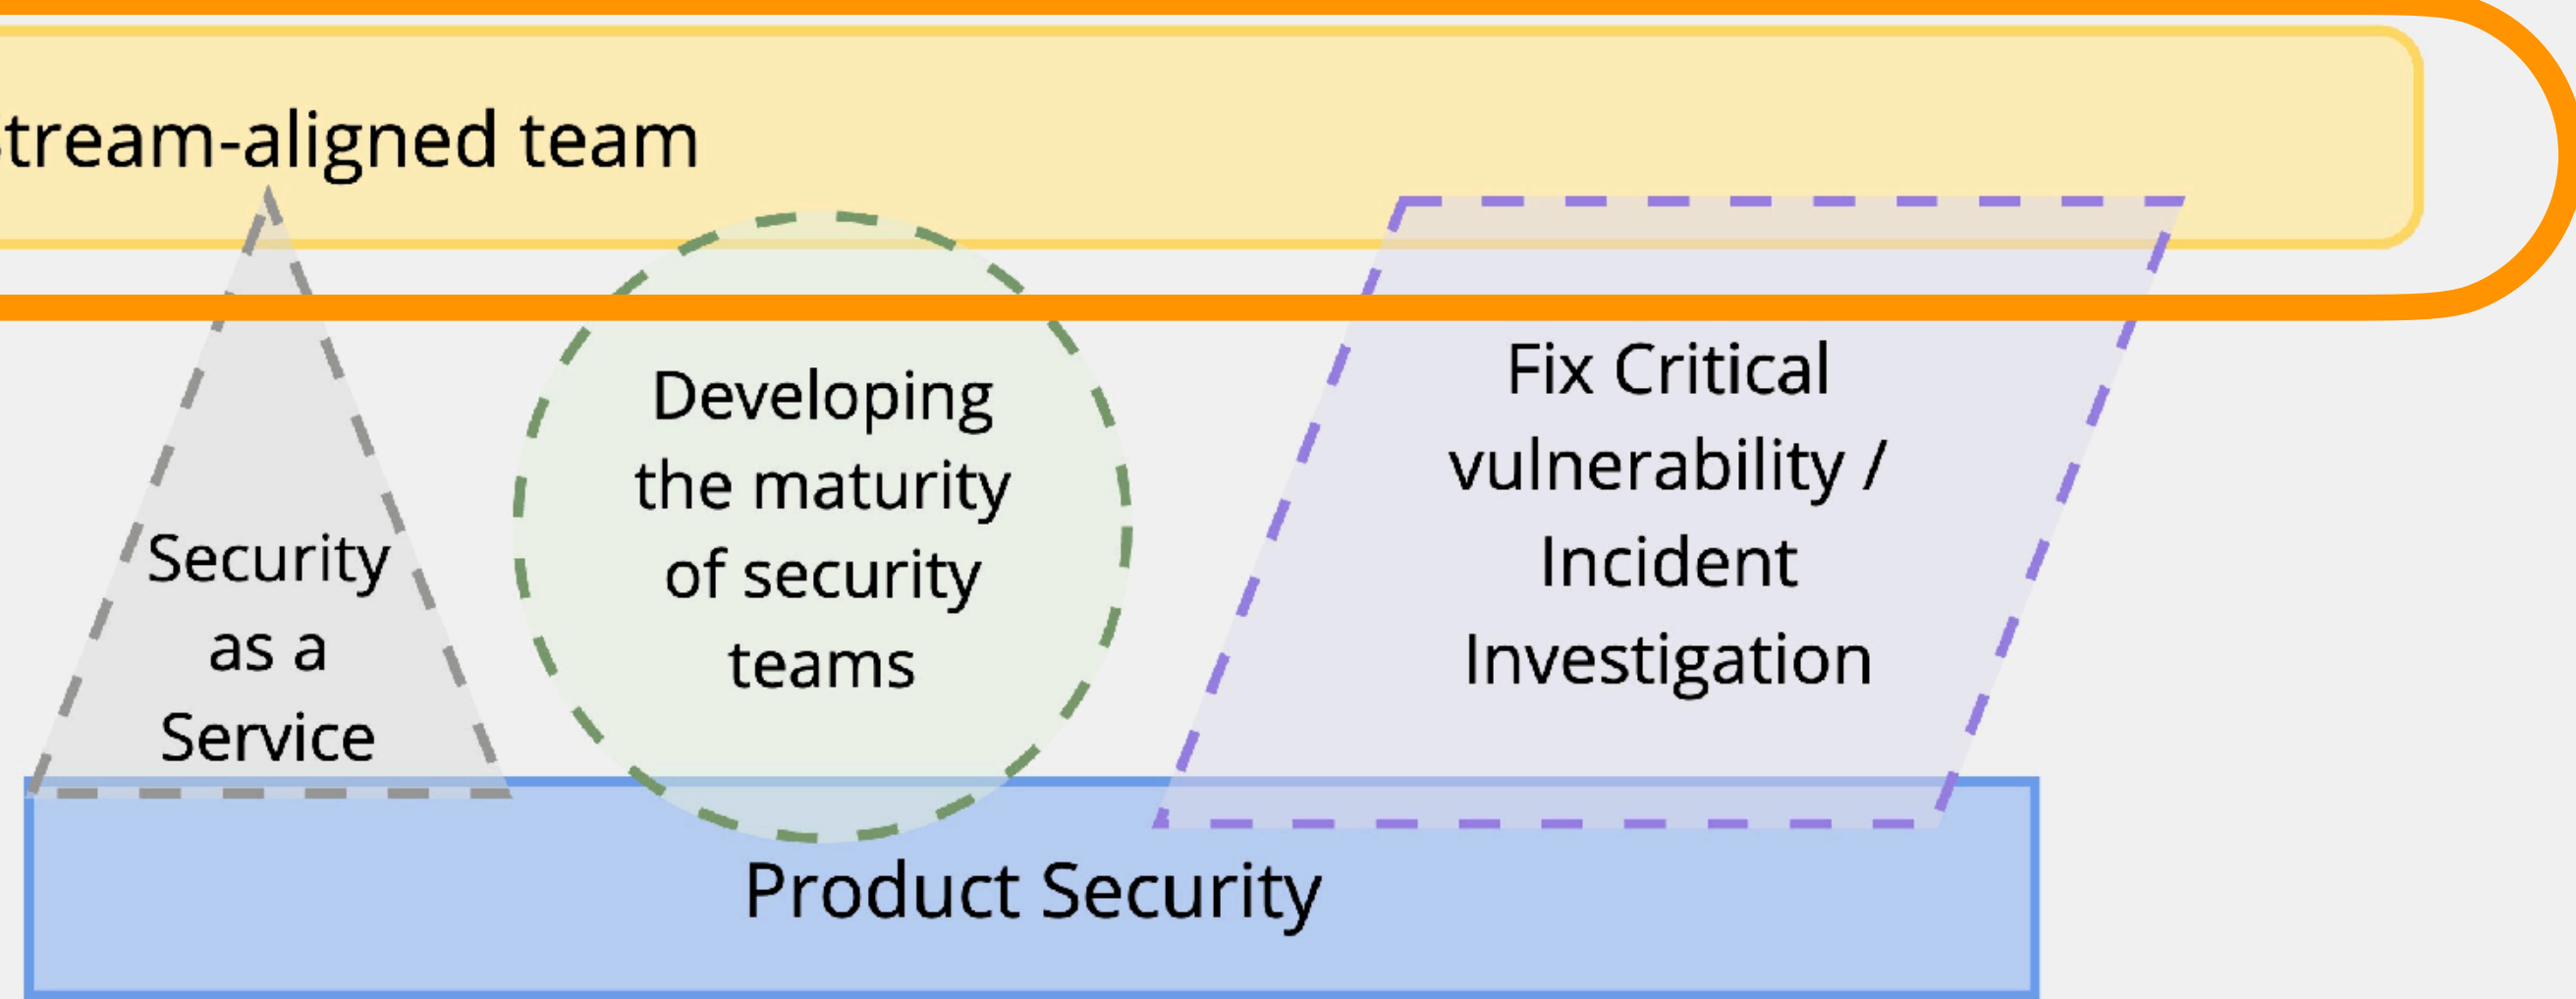 tream-aligned team
Security
as a
Service
Developing
the maturity
of security
teams
Fix Critical
vulnerability /
Incident
Investigation
Product Security